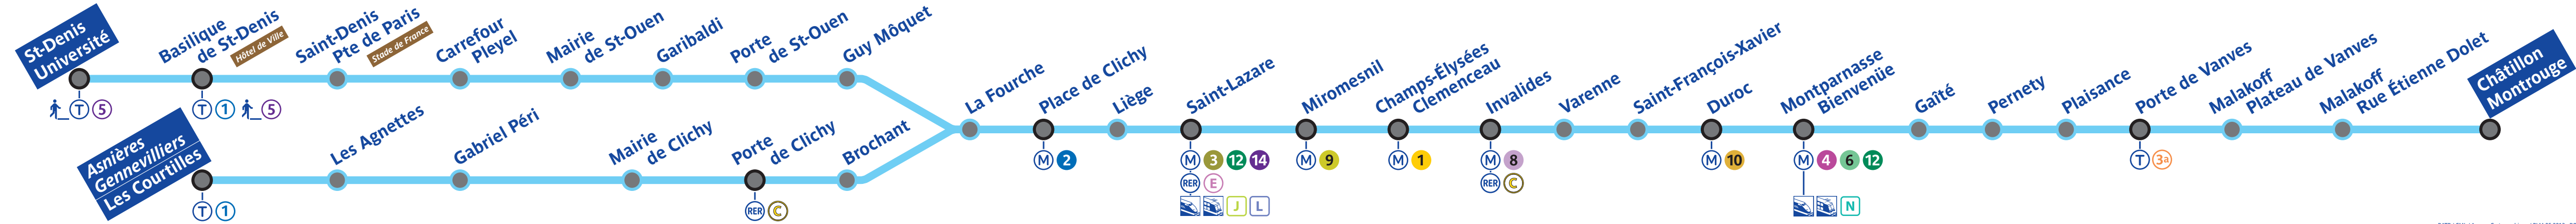 St-Denis
Université
T 5
Basilique
de St-Denis
Hôtel de Ville
T 1 5
Saint-Denis
Pte de Paris
Stade de France
Carrefour
Pleyel
Mairie
de St-Ouen
Garibaldi
Porte
de St-Ouen
Guy Môquet
Asnières
Gennevilliers
Les Courtilles
T 1
Les Agnettes
Gabriel Péri
Mairie
de Clichy
Porte
de Clichy
RER C
Brochant
La Fourche
Place de Clichy
M 2
Liège
Saint-Lazare
M 3 12 14
RER E
J L
Miromesnil
M 9
Champs-Élysées
Clemenceau
M 1
Invalides
M 8
RER C
Varenne
Saint-François-Xavier
Duroc
M 10
Montparnasse
Bienvenüe
M 4 6 12
N
Gaîté
Pernety
Plaisance
Porte de Vanves
T 3a
Malakoff
Plateau de Vanves
Malakoff
Rue Étienne Dolet
Châtillon
Montrouge